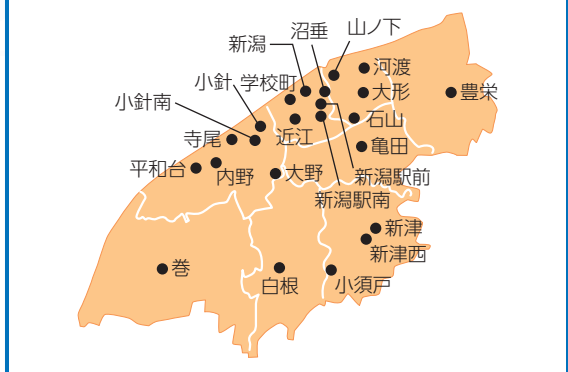 沼垂
山ノ下
新潟
河渡
小針
学校町
大形
豊栄
小針南
石山
寺尾
近江
亀田
平和台
内野
大野
新潟駅前
新潟駅南
新津
新津西
巻
白根
小須戸